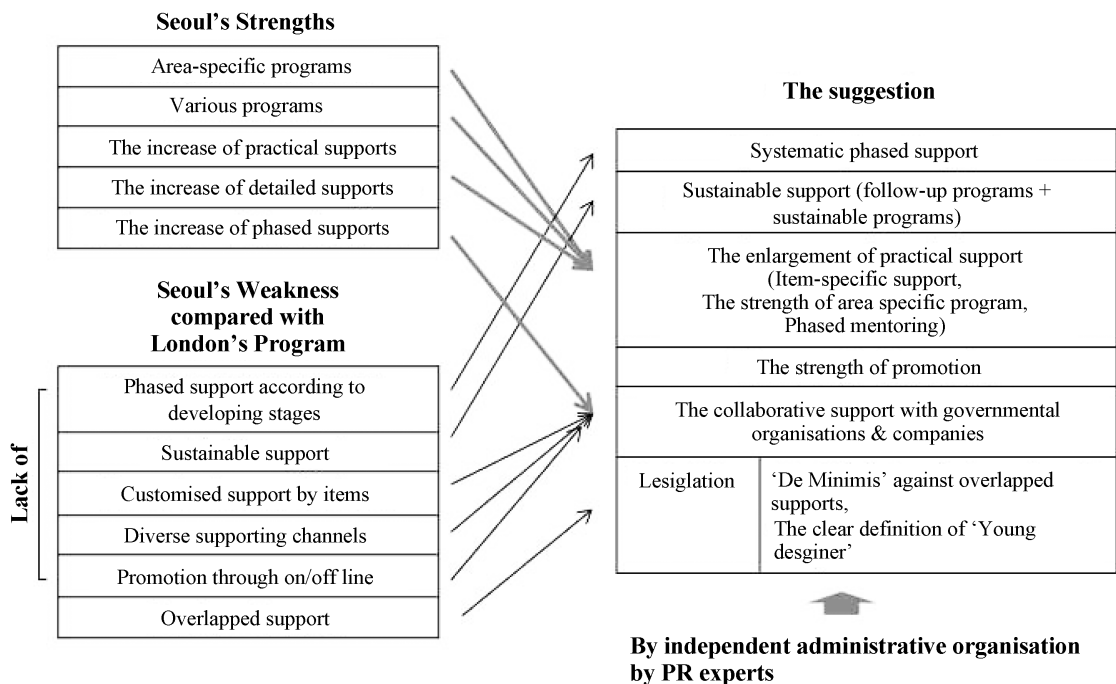 Seoul's Strengths
Area-specific programs
Various programs
The increase of practical supports
The increase of detailed supports
The increase of phased supports
Seoul's Weakness
compared with
London's Program
Lack of
Phased support according to
developing stages
Sustainable support
Customised support by items
Diverse supporting channels
Promotion through on/off line
Overlapped support
The suggestion
Systematic phased support
Sustainable support (follow-up programs +
sustainable programs)
The enlargement of practical support
(Item-specific support,
The strength of area specific program,
Phased mentoring)
The strength of promotion
The collaborative support with governmental
organisations & companies
Lesiglation
‘De Minimis’ against overlapped
supports,
The clear definition of ‘Young
desginer’
By independent administrative organisation
by PR experts